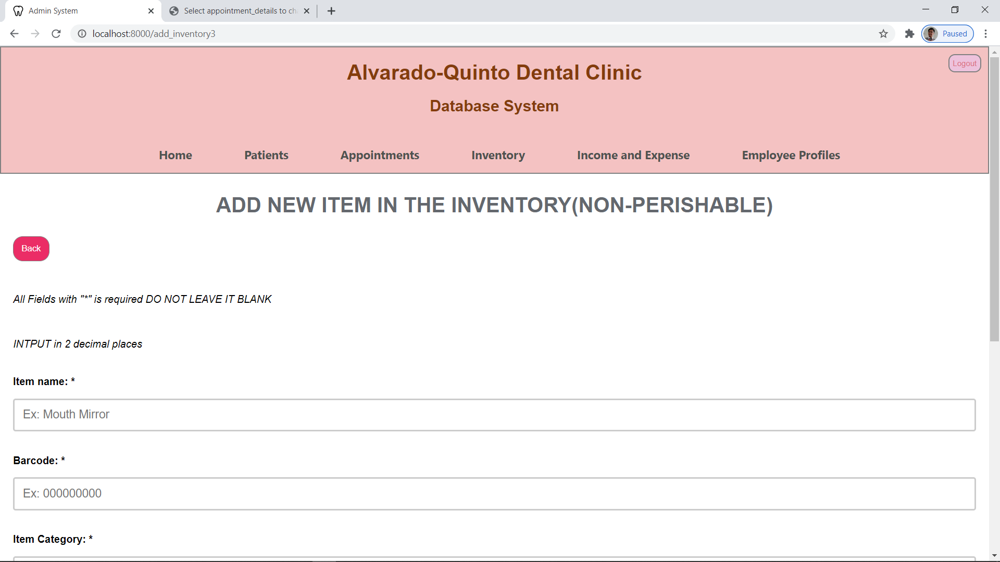 Admin System
Select appointment_details to ch
localhost:8000/add_inventory3
Paused
Logout
Alvarado-Quinto Dental Clinic
Database System
Home Patients Appointments Inventory Income and Expense Employee Profiles
ADD NEW ITEM IN THE INVENTORY(NON-PERISHABLE)
Back
All Fields with "*" is required DO NOT LEAVE IT BLANK
INTPUT in 2 decimal places
Item name: *
Ex: Mouth Mirror
Barcode: *
Ex: 000000000
Item Category: *